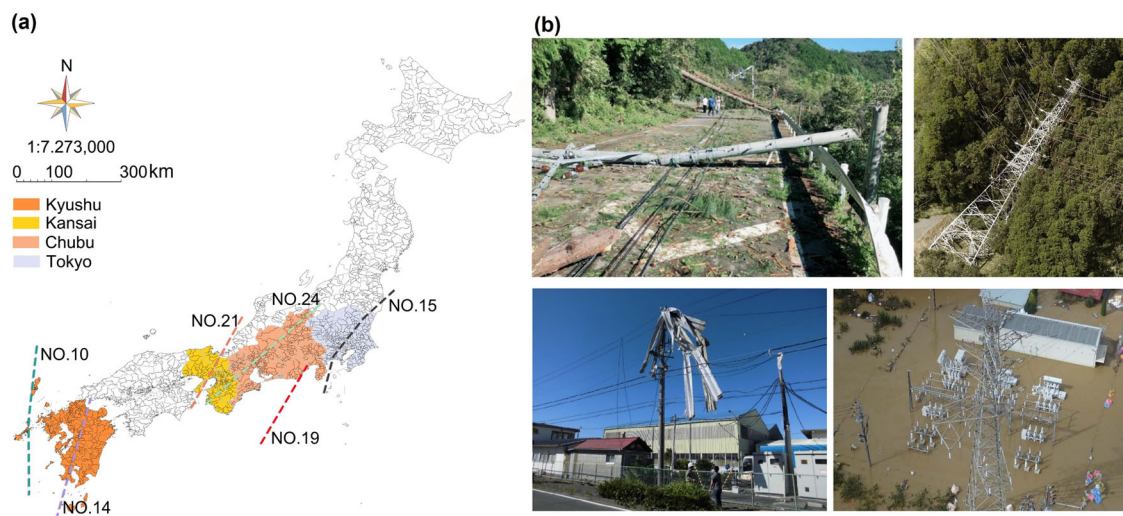 (a)
(b)
N
1:7.273,000
0 100 300km
Kyushu
Kansai
Chubu
Tokyo
NO.24
NO.15
NO.21
NO.10
NO.19
NO.14